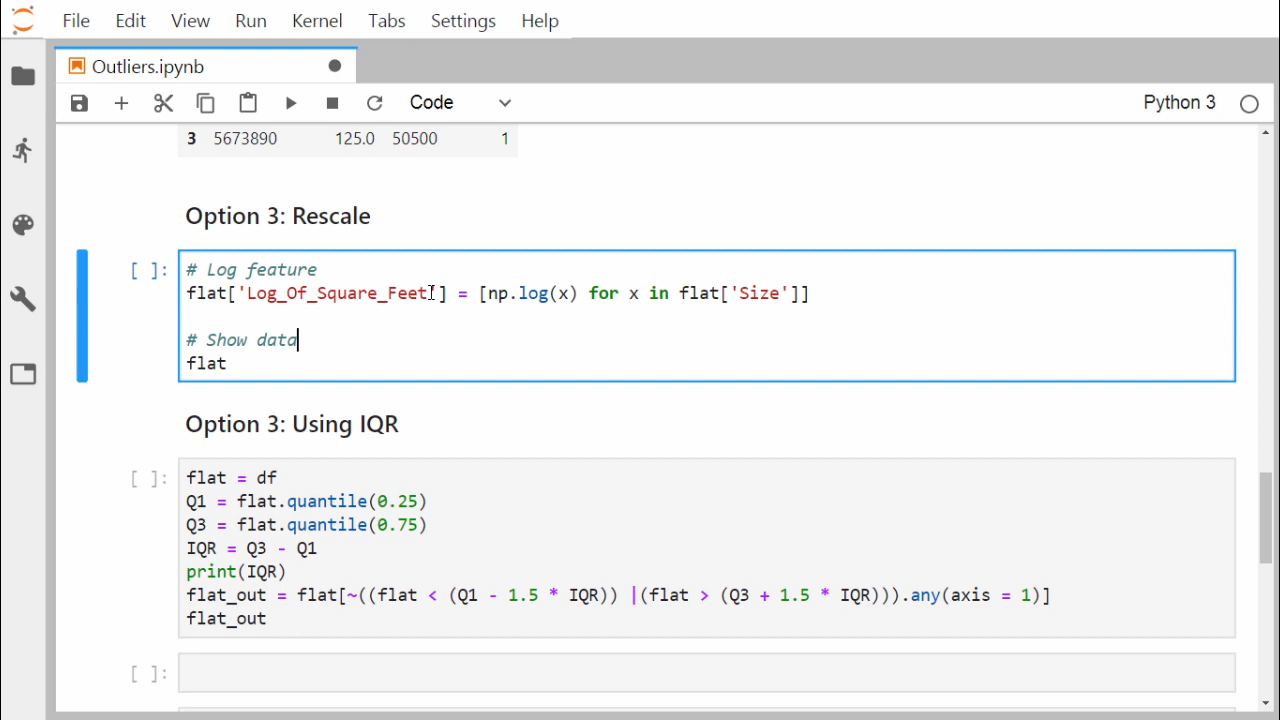 File Edit View Run Kernel Tabs Settings Help
Outliers.ipynb
Code Python 3
3 5673890 125.0 50500 1
Option 3: Rescale
[ ]: # Log feature
flat['Log_Of_Square_Feet'] = [np.log(x) for x in flat['Size']]
# Show data
flat
Option 3: Using IQR
[ ]: flat = df
Q1 = flat.quantile(0.25)
Q3 = flat.quantile(0.75)
IQR = Q3 - Q1
print(IQR)
flat_out = flat[~((flat < (Q1 - 1.5 * IQR)) |(flat > (Q3 + 1.5 * IQR))).any(axis = 1)]
flat_out
[ ]: